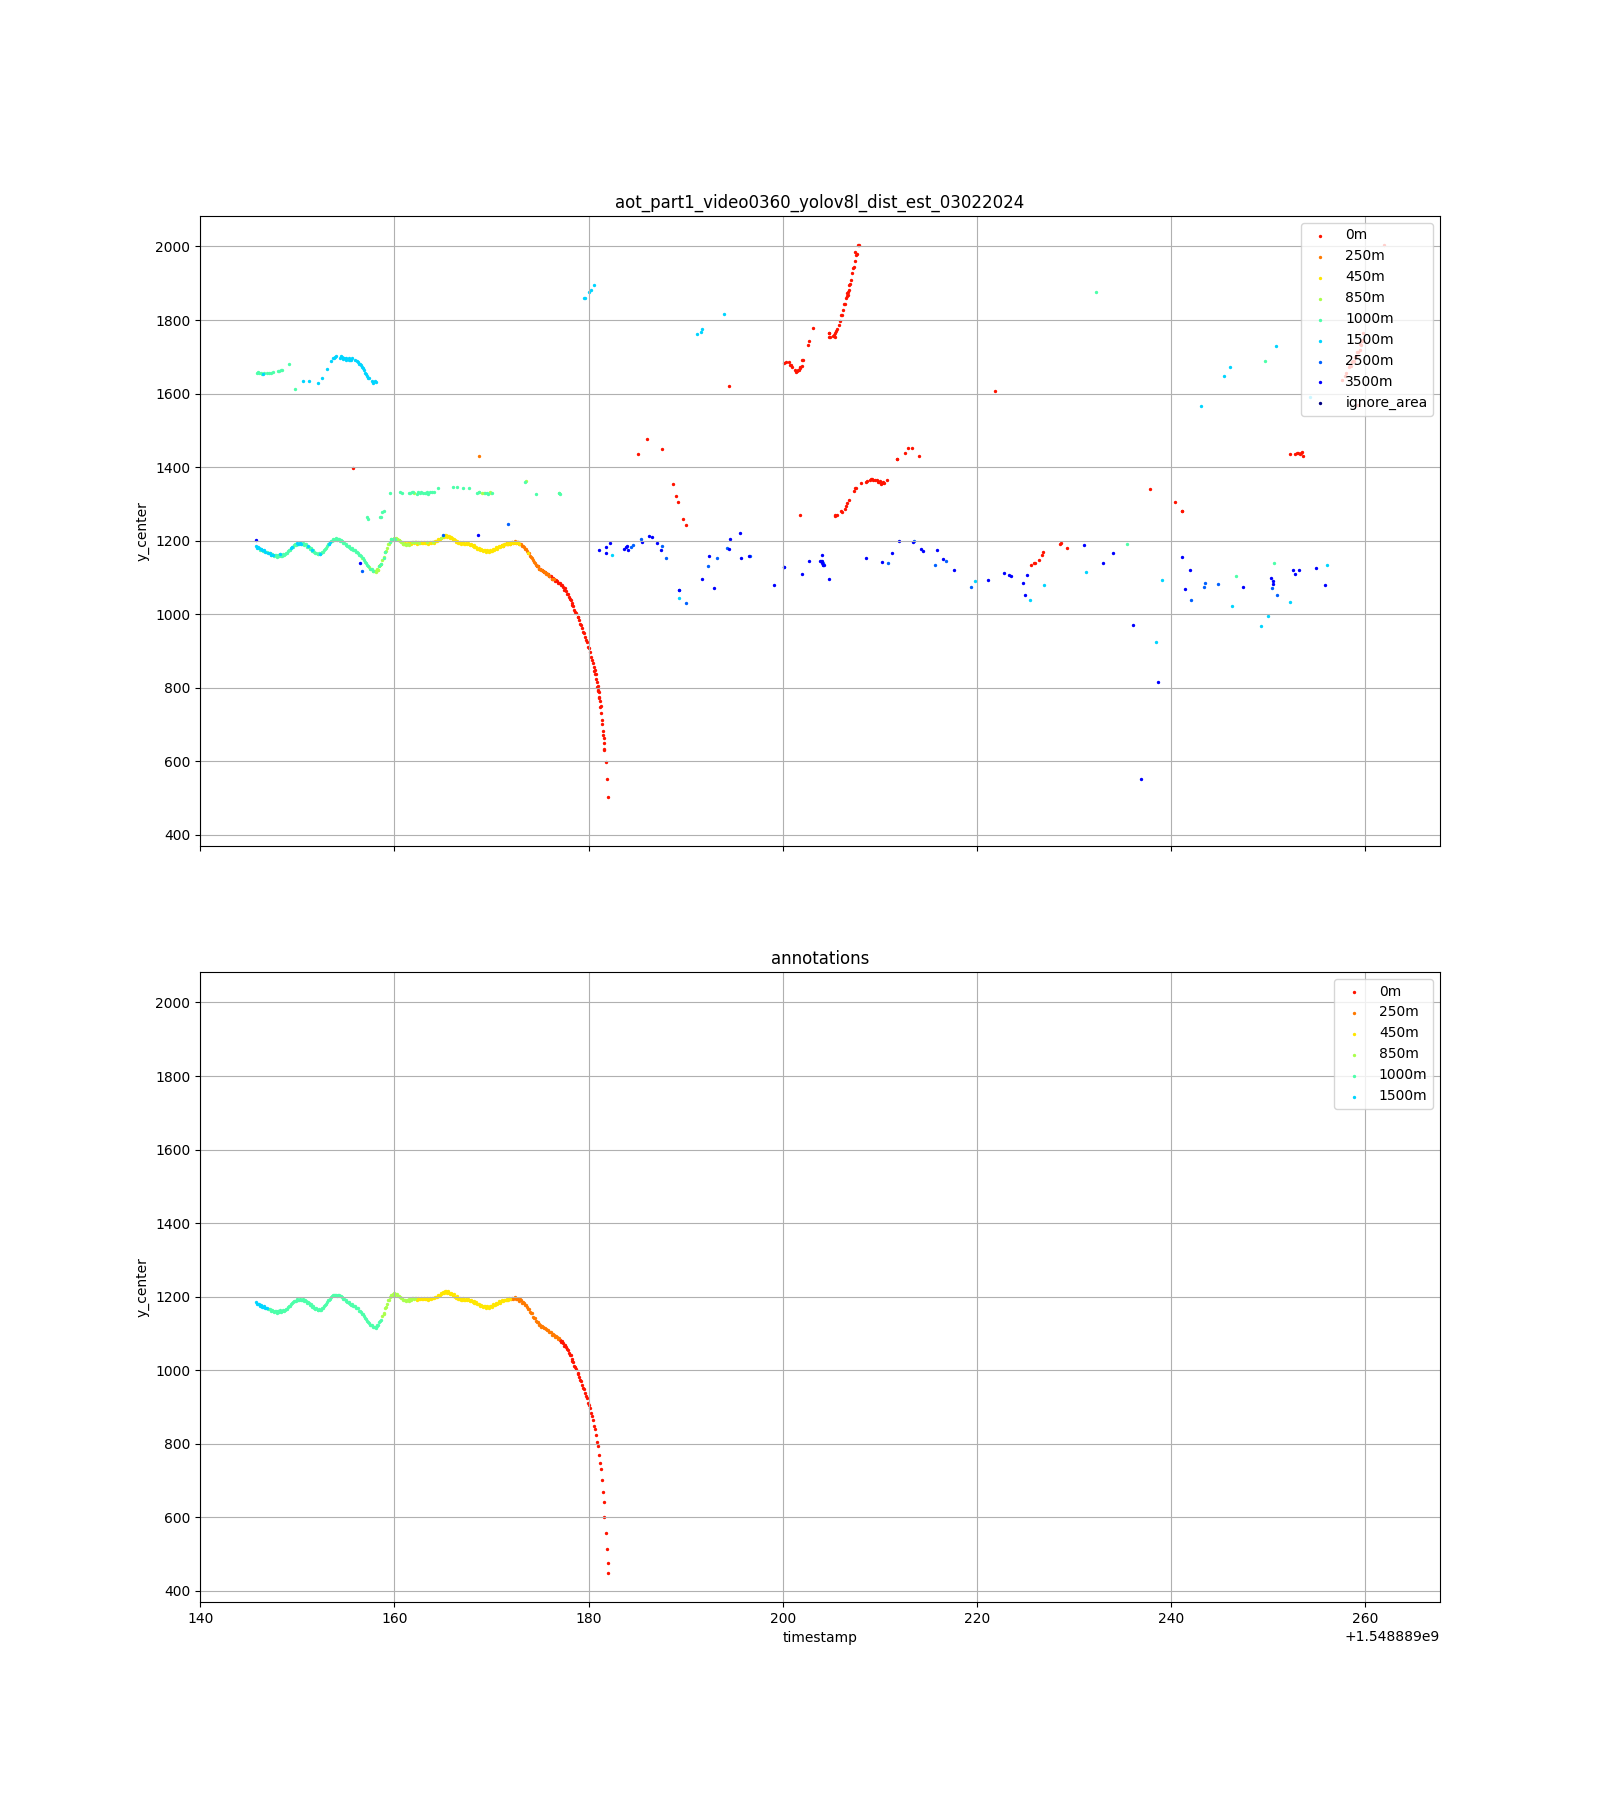 aot_part1_video0360_yolov8l_dist_est_03022024
2000
1800
1600
1400
1200
1000
800
600
400
y_center
0m
250m
450m
850m
1000m
1500m
2500m
3500m
ignore_area
annotations
2000
1800
1600
1400
1200
1000
800
600
400
y_center
0m
250m
450m
850m
1000m
1500m
140 160 180 200 220 240 260
timestamp
+1.548889e9